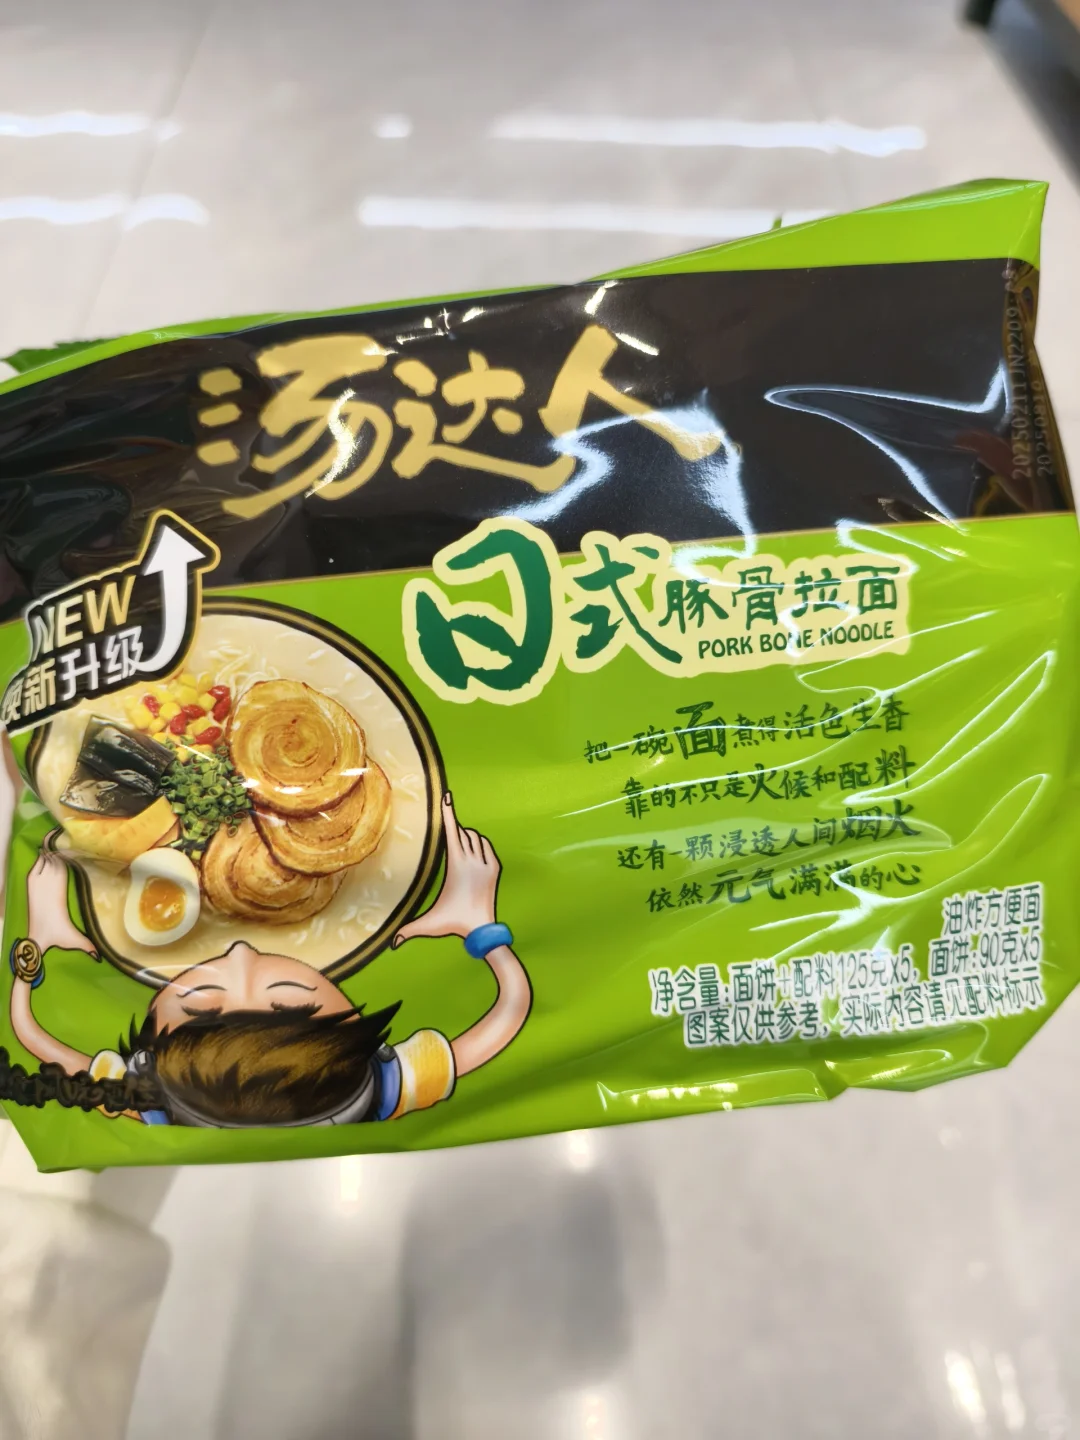 汤达人
20250211JN2209
20250810
NEW
焕新升级
日式豚骨拉面
PORK BONE NOODLE
把一碗面煮得活色生香
靠的不只是火候和配料
还有一颗浸透人间烟火
依然元气满满的心
油炸方便面
净含量:面饼+配料125克x5, 面饼:90克x5
图案仅供参考,实际内容请见配料标示